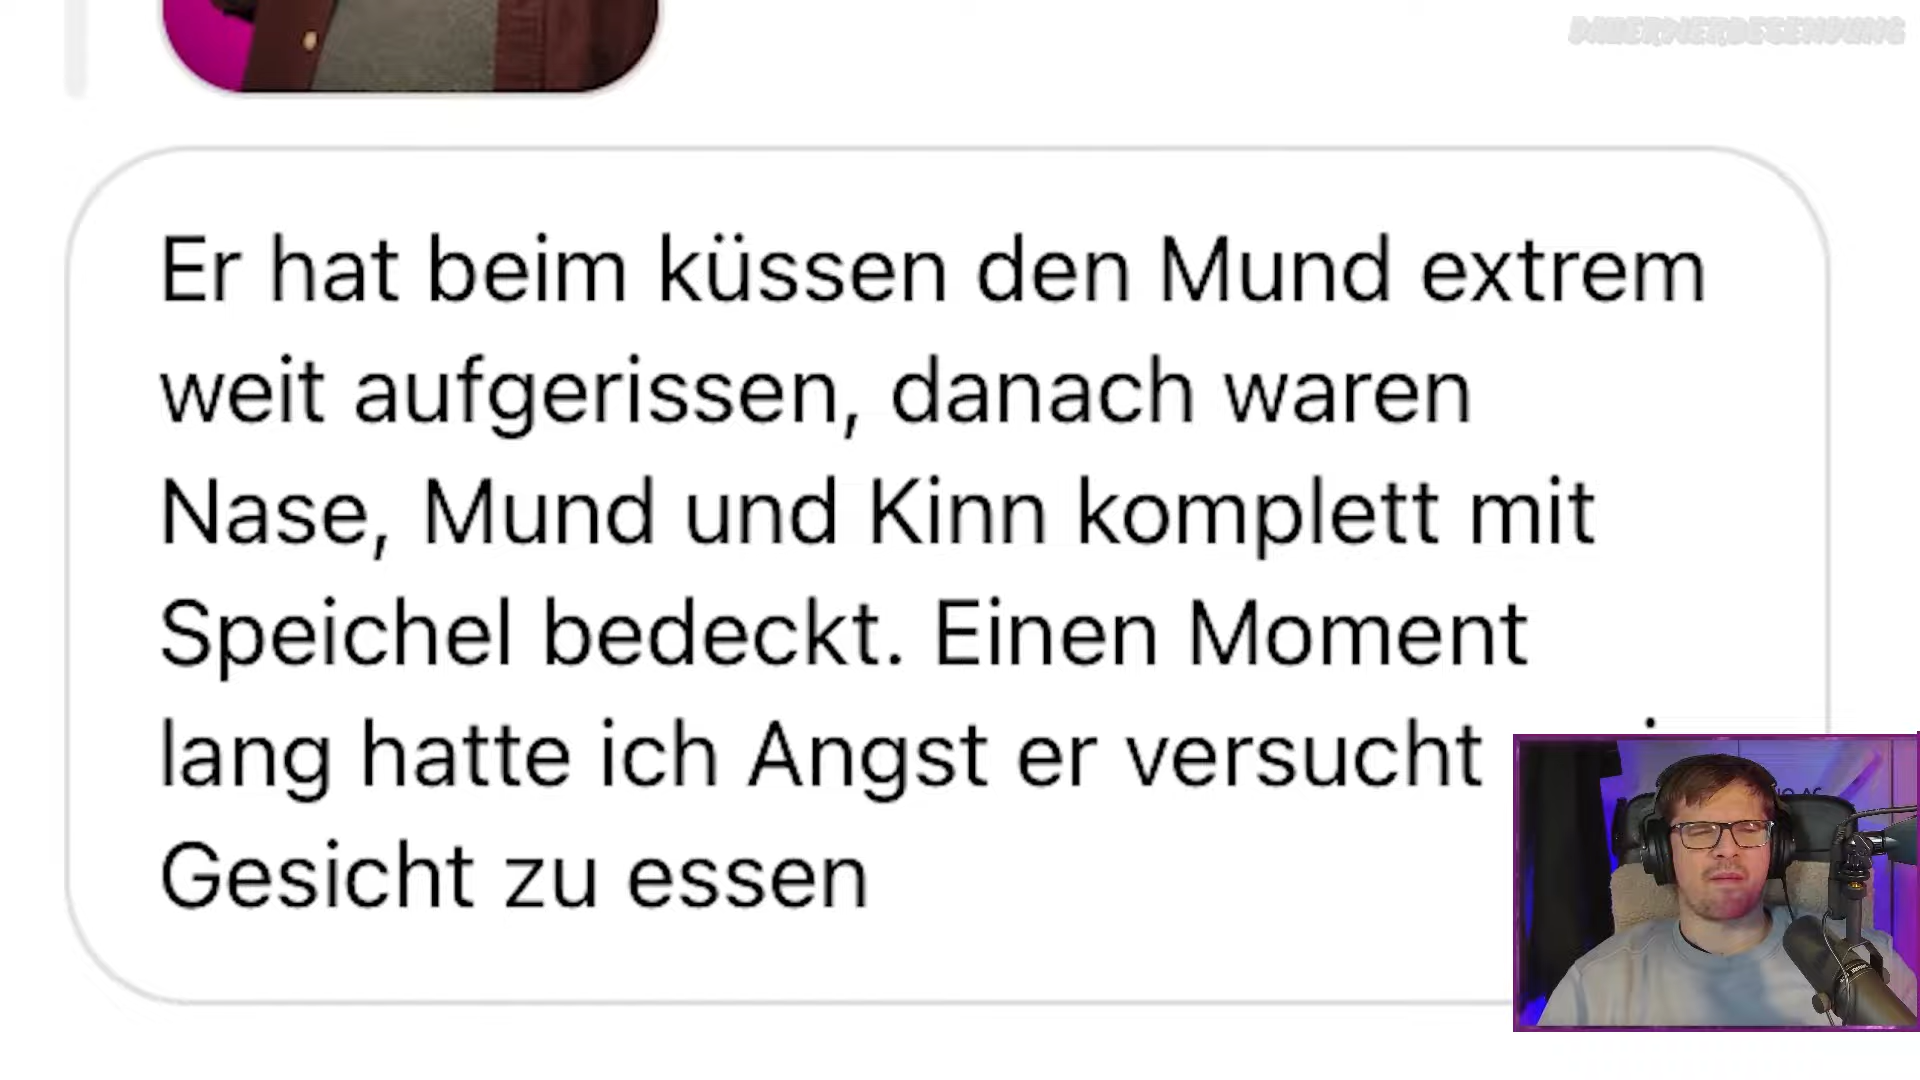 DAUERWERBESENDUNG
Er hat beim küssen den Mund extrem
weit aufgerissen, danach waren
Nase, Mund und Kinn komplett mit
Speichel bedeckt. Einen Moment
lang hatte ich Angst er versucht
Gesicht zu essen